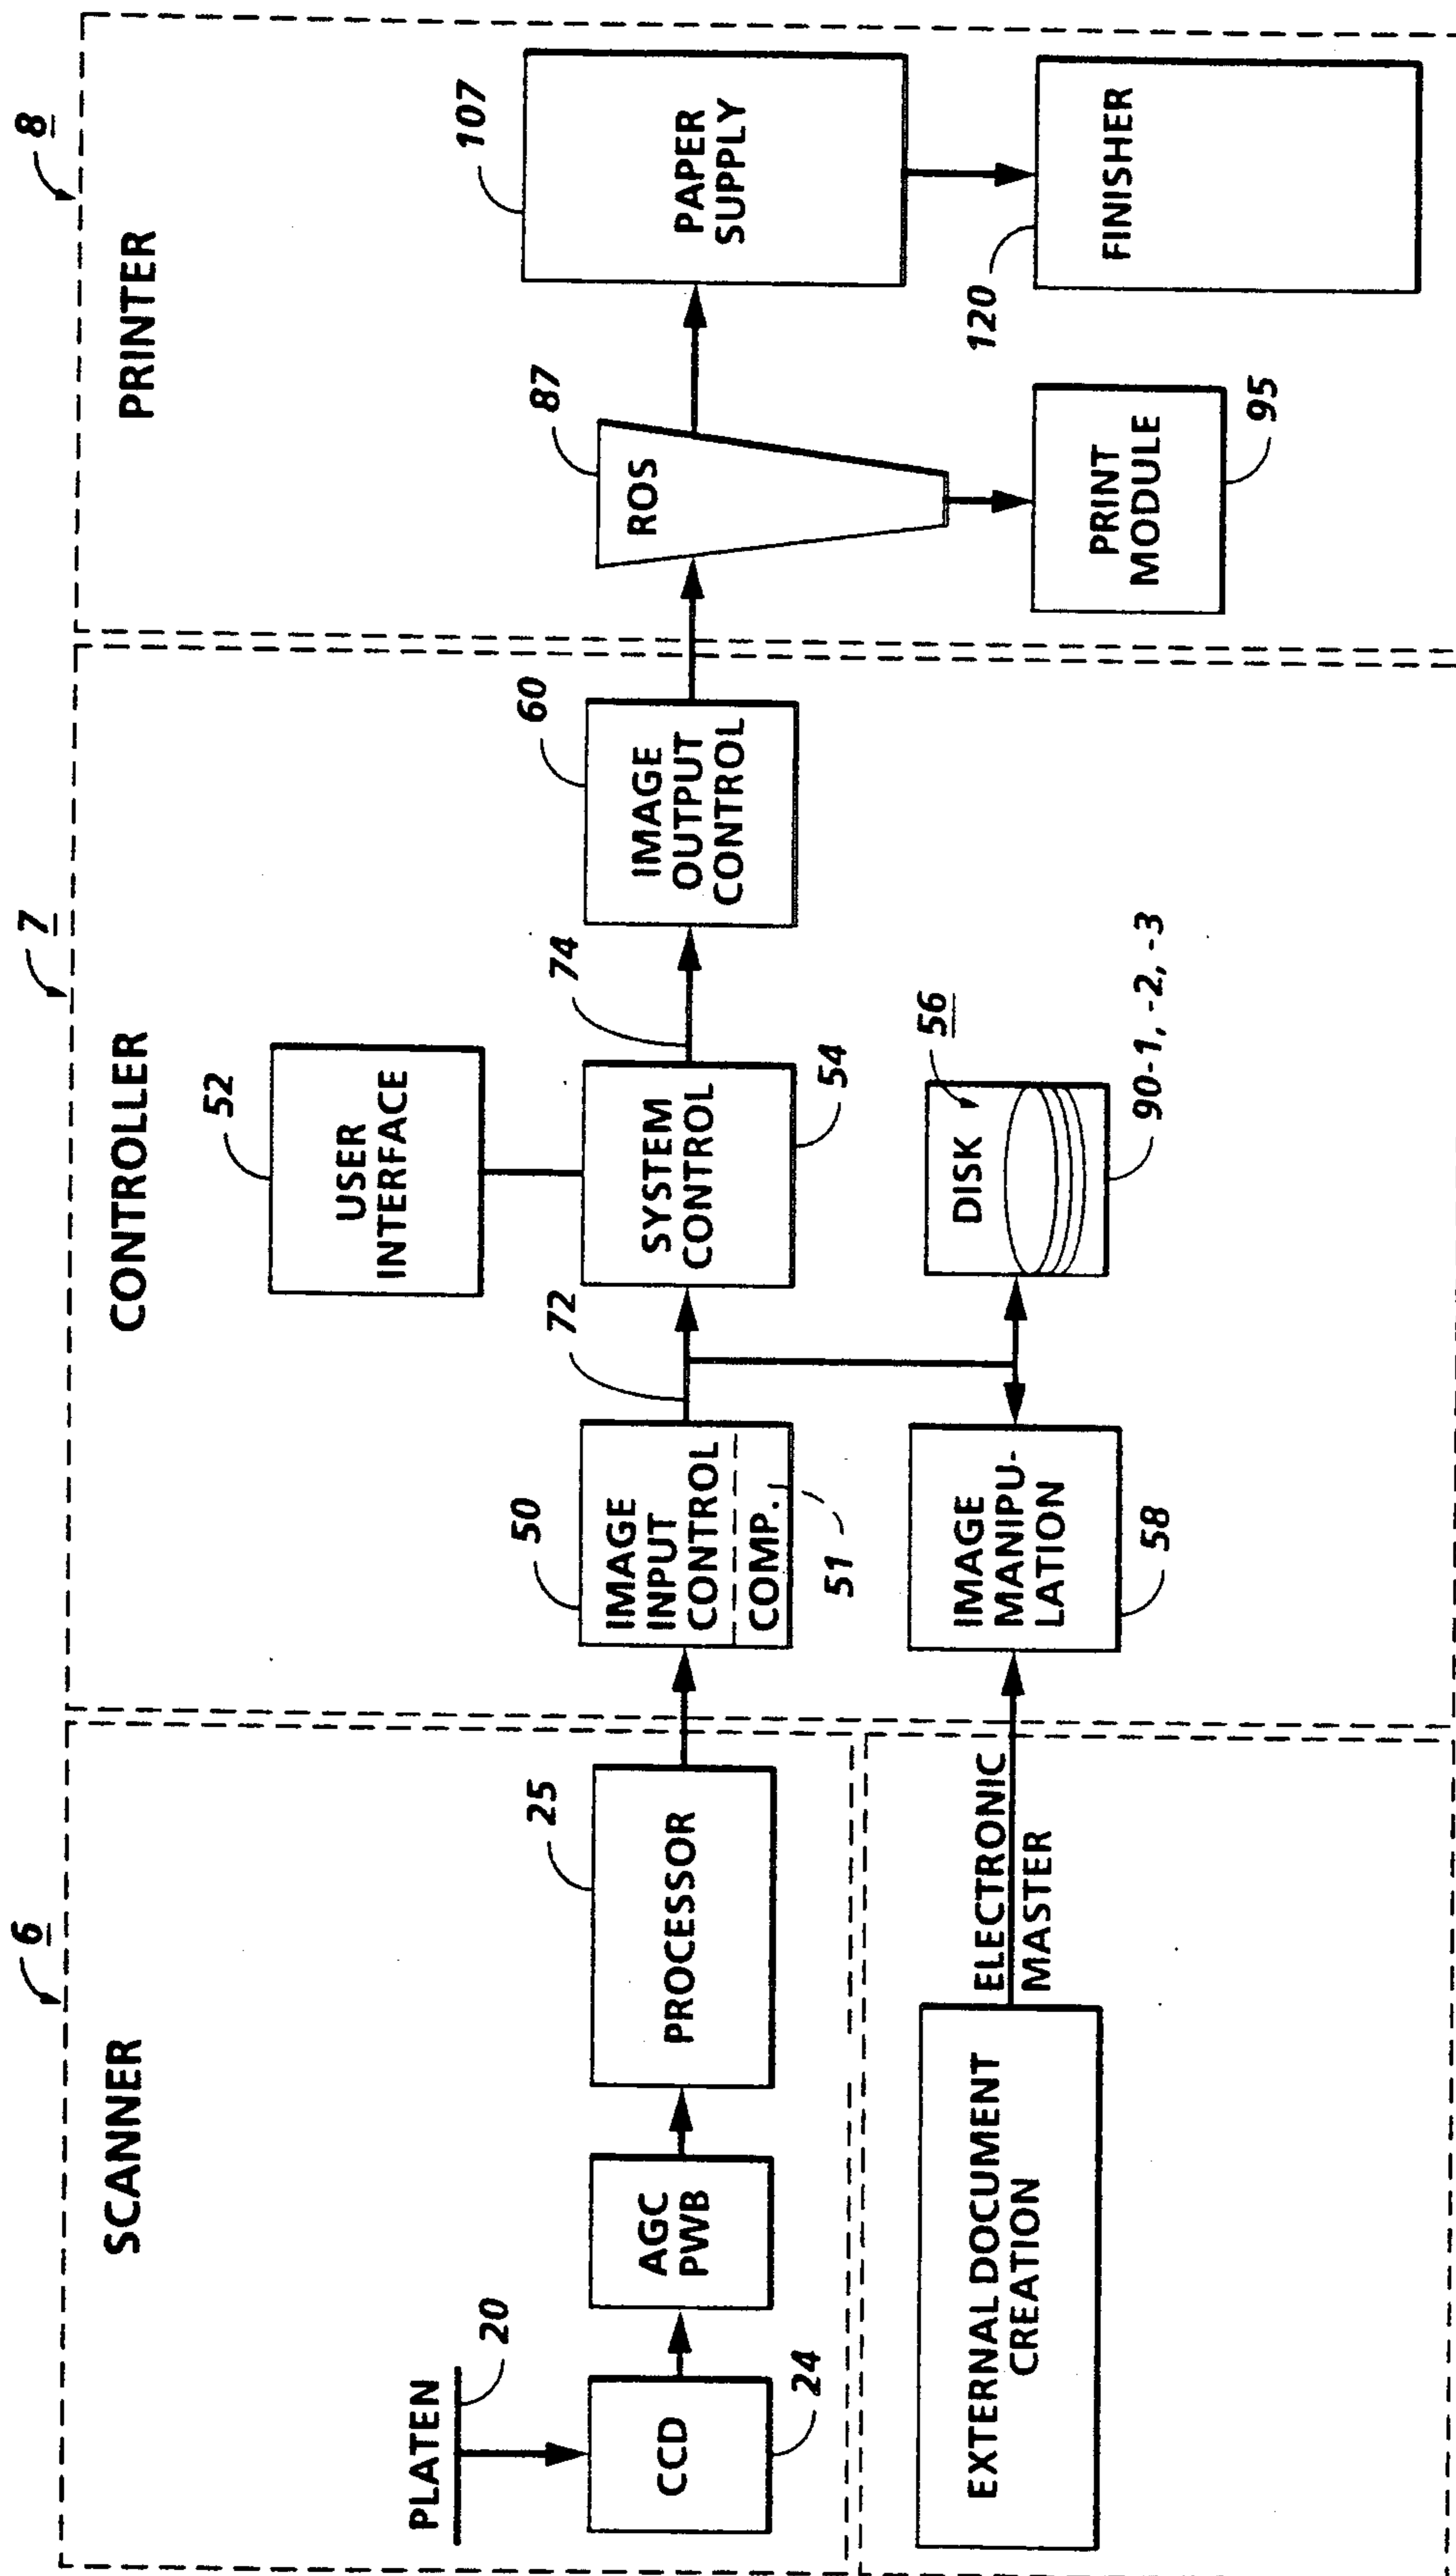 6
SCANNER
PLATEN
20
CCD
24
AGC
PWB
PROCESSOR
25
EXTERNAL DOCUMENT
CREATION
ELECTRONIC
MASTER
7
CONTROLLER
52
USER
INTERFACE
50
IMAGE
INPUT
CONTROL
COMP.
51
72
SYSTEM
CONTROL
54
74
IMAGE
OUTPUT
CONTROL
60
IMAGE
MANIPU-
LATION
58
DISK
56
90-1, -2, -3
8
PRINTER
ROS
87
PAPER
SUPPLY
107
PRINT
MODULE
95
FINISHER
120